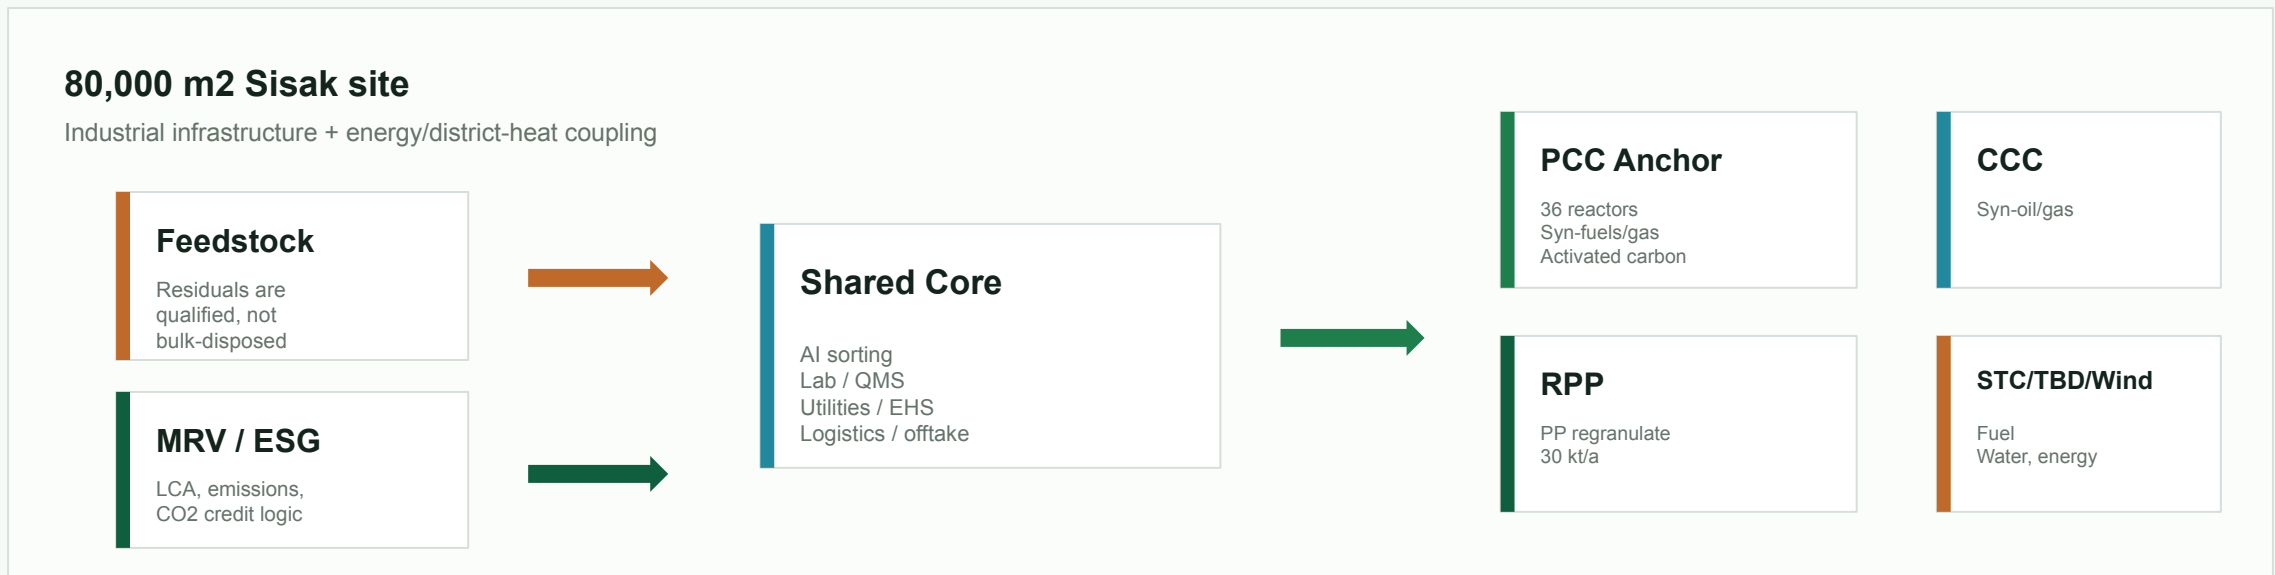 80,000 m2 Sisak site
Industrial infrastructure + energy/district-heat coupling
Feedstock
Residuals are
qualified, not
bulk-disposed
MRV / ESG
LCA, emissions,
CO2 credit logic
Shared Core
AI sorting
Lab / QMS
Utilities / EHS
Logistics / offtake
PCC Anchor
36 reactors
Syn-fuels/gas
Activated carbon
CCC
Syn-oil/gas
RPP
PP regranulate
30 kt/a
STC/TBD/Wind
Fuel
Water, energy